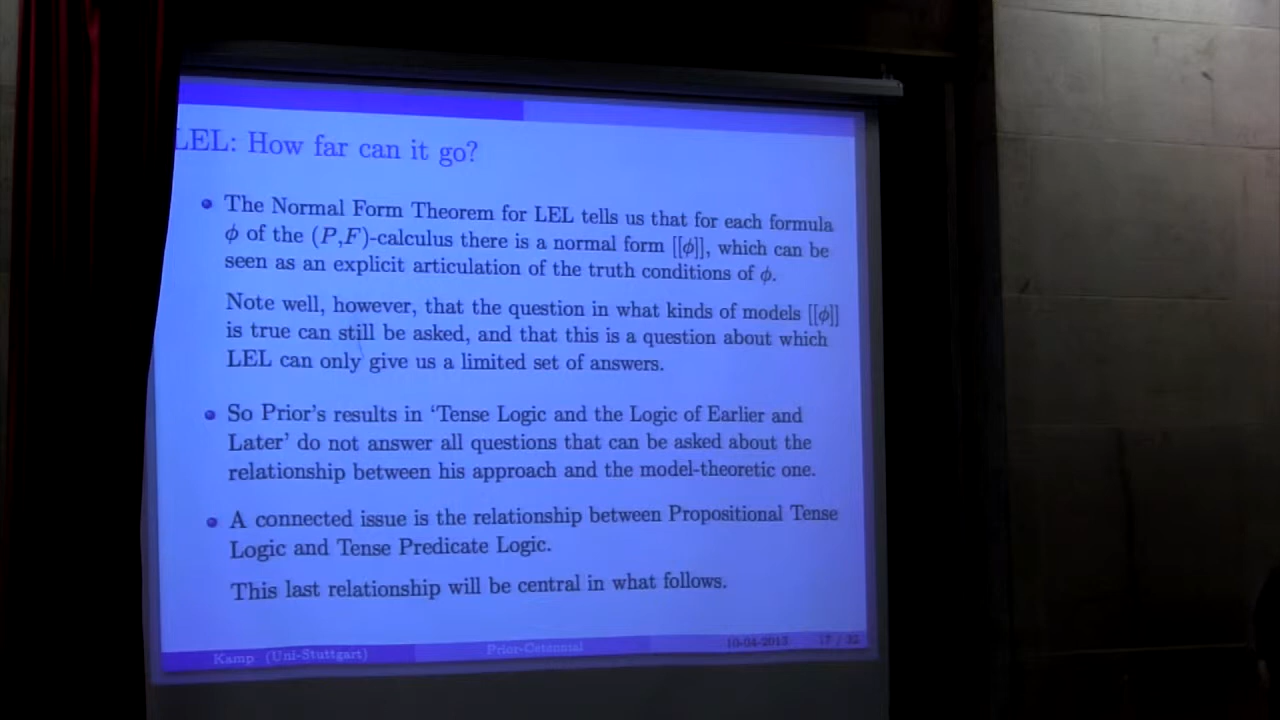 LEL: How far can it go?
The Normal Form Theorem for LEL tells us that for each formula
ϕ of the (P,F)-calculus there is a normal form [[ϕ]], which can be
seen as an explicit articulation of the truth conditions of ϕ.
Note well, however, that the question in what kinds of models [[ϕ]]
is true can still be asked, and that this is a question about which
LEL can only give us a limited set of answers.
So Prior's results in 'Tense Logic and the Logic of Earlier and
Later' do not answer all questions that can be asked about the
relationship between his approach and the model-theoretic one.
A connected issue is the relationship between Propositional Tense
Logic and Tense Predicate Logic.
This last relationship will be central in what follows.
Kamp (Uni-Stuttgart) Prior-Cetennial 17 / 32